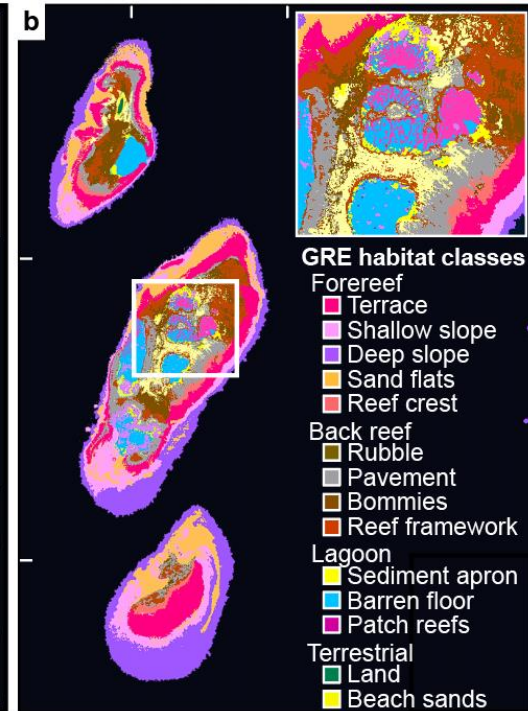 b
GRE habitat classes
Forereef
Terrace
Shallow slope
Deep slope
Sand flats
Reef crest
Back reef
Rubble
Pavement
Bommies
Reef framework
Lagoon
Sediment apron
Barren floor
Patch reefs
Terrestrial
Land
Beach sands